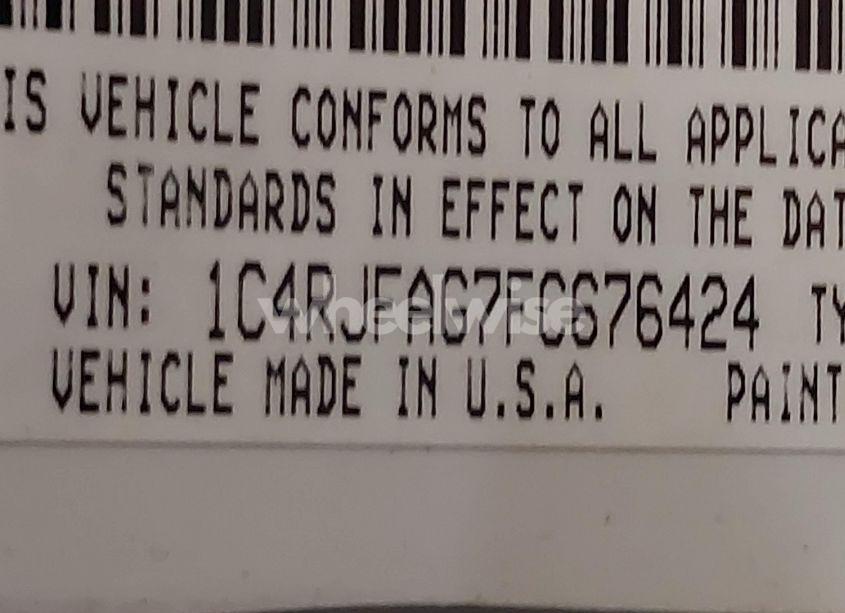 IS VEHICLE CONFORMS TO ALL APPLICA
STANDARDS IN EFFECT ON THE DAT
VIN: 1C4RJFAG7FC676424 TY
wheelwise
VEHICLE MADE IN U.S.A. PAINT